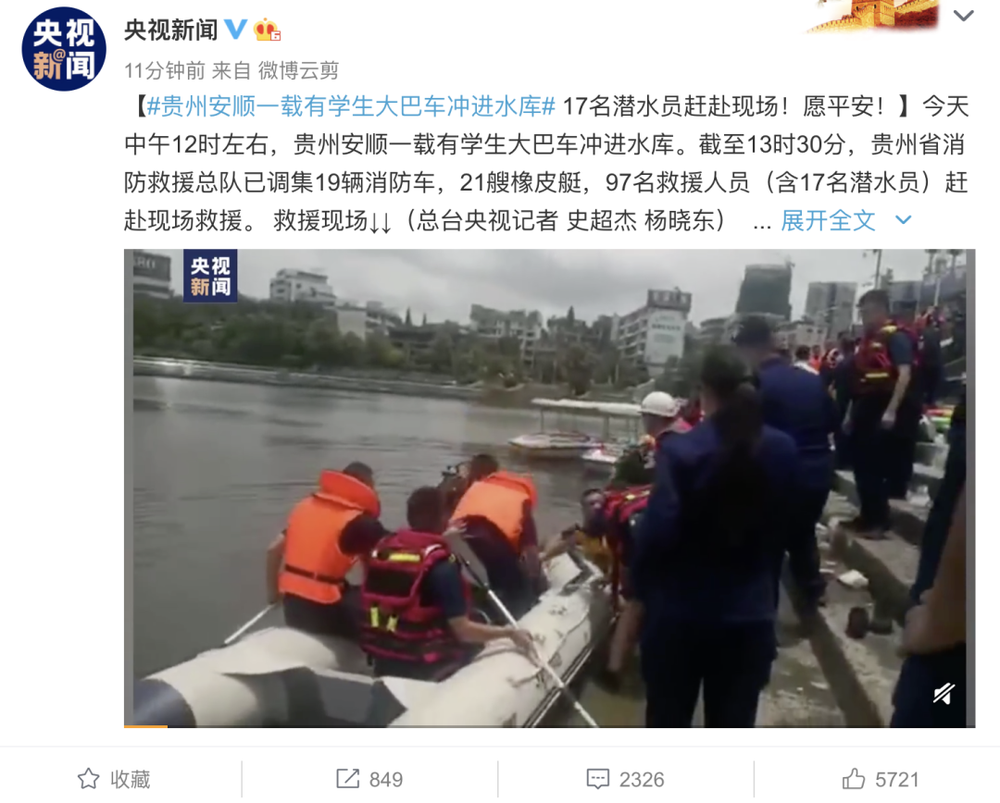 央视
新@闻
央视新闻
6
11分钟前 来自 微博云剪
【#贵州安顺一载有学生大巴车冲进水库# 17名潜水员赶赴现场！愿平安！】今天
中午12时左右，贵州安顺一载有学生大巴车冲进水库。截至13时30分，贵州省消
防救援总队已调集19辆消防车，21艘橡皮艇，97名救援人员（含17名潜水员）赶
赴现场救援。 救援现场↓↓（总台央视记者 史超杰 杨晓东） ... 展开全文
央视
新闻
收藏
849
2326
5721